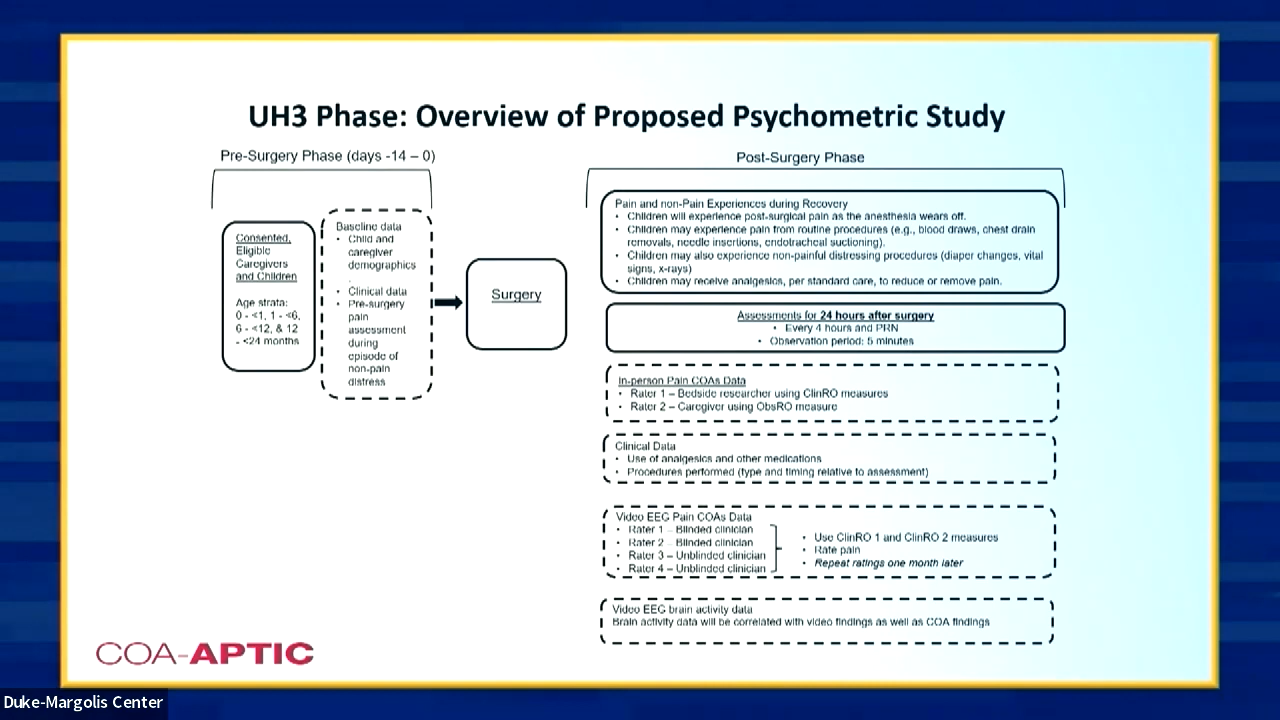 UH3 Phase: Overview of Proposed Psychometric Study
Pre-Surgery Phase (days -14 – 0)
Consented,
Eligible
Caregivers
and Children
Age strata:
0 - <1, 1 - <6,
6 - <12, & 12
- <24 months
Baseline data
• Child and
caregiver
demographics
• Clinical data
• Pre-surgery
pain
assessment
during
episode of
non-pain
distress
Surgery
Post-Surgery Phase
Pain and non-Pain Experiences during Recovery
• Children will experience post-surgical pain as the anesthesia wears off.
• Children may experience pain from routine procedures (e.g., blood draws, chest drain
removals, needle insertions, endotracheal suctioning).
• Children may also experience non-painful distressing procedures (diaper changes, vital
signs, x-rays)
• Children may receive analgesics, per standard care, to reduce or remove pain.
Assessments for 24 hours after surgery
• Every 4 hours and PRN
• Observation period: 5 minutes
In-person Pain COAs Data
• Rater 1 – Bedside researcher using ClinRO measures
• Rater 2 – Caregiver using ObsRO measure
Clinical Data
• Use of analgesics and other medications
• Procedures performed (type and timing relative to assessment)
Video EEG Pain COAs Data
• Rater 1 – Blinded clinician
• Rater 2 – Blinded clinician
• Rater 3 – Unblinded clinician
• Rater 4 – Unblinded clinician
• Use ClinRO 1 and ClinRO 2 measures
• Rate pain
• Repeat ratings one month later
Video EEG brain activity data
Brain activity data will be correlated with video findings as well as COA findings
COA-APTIC
Duke-Margolis Center